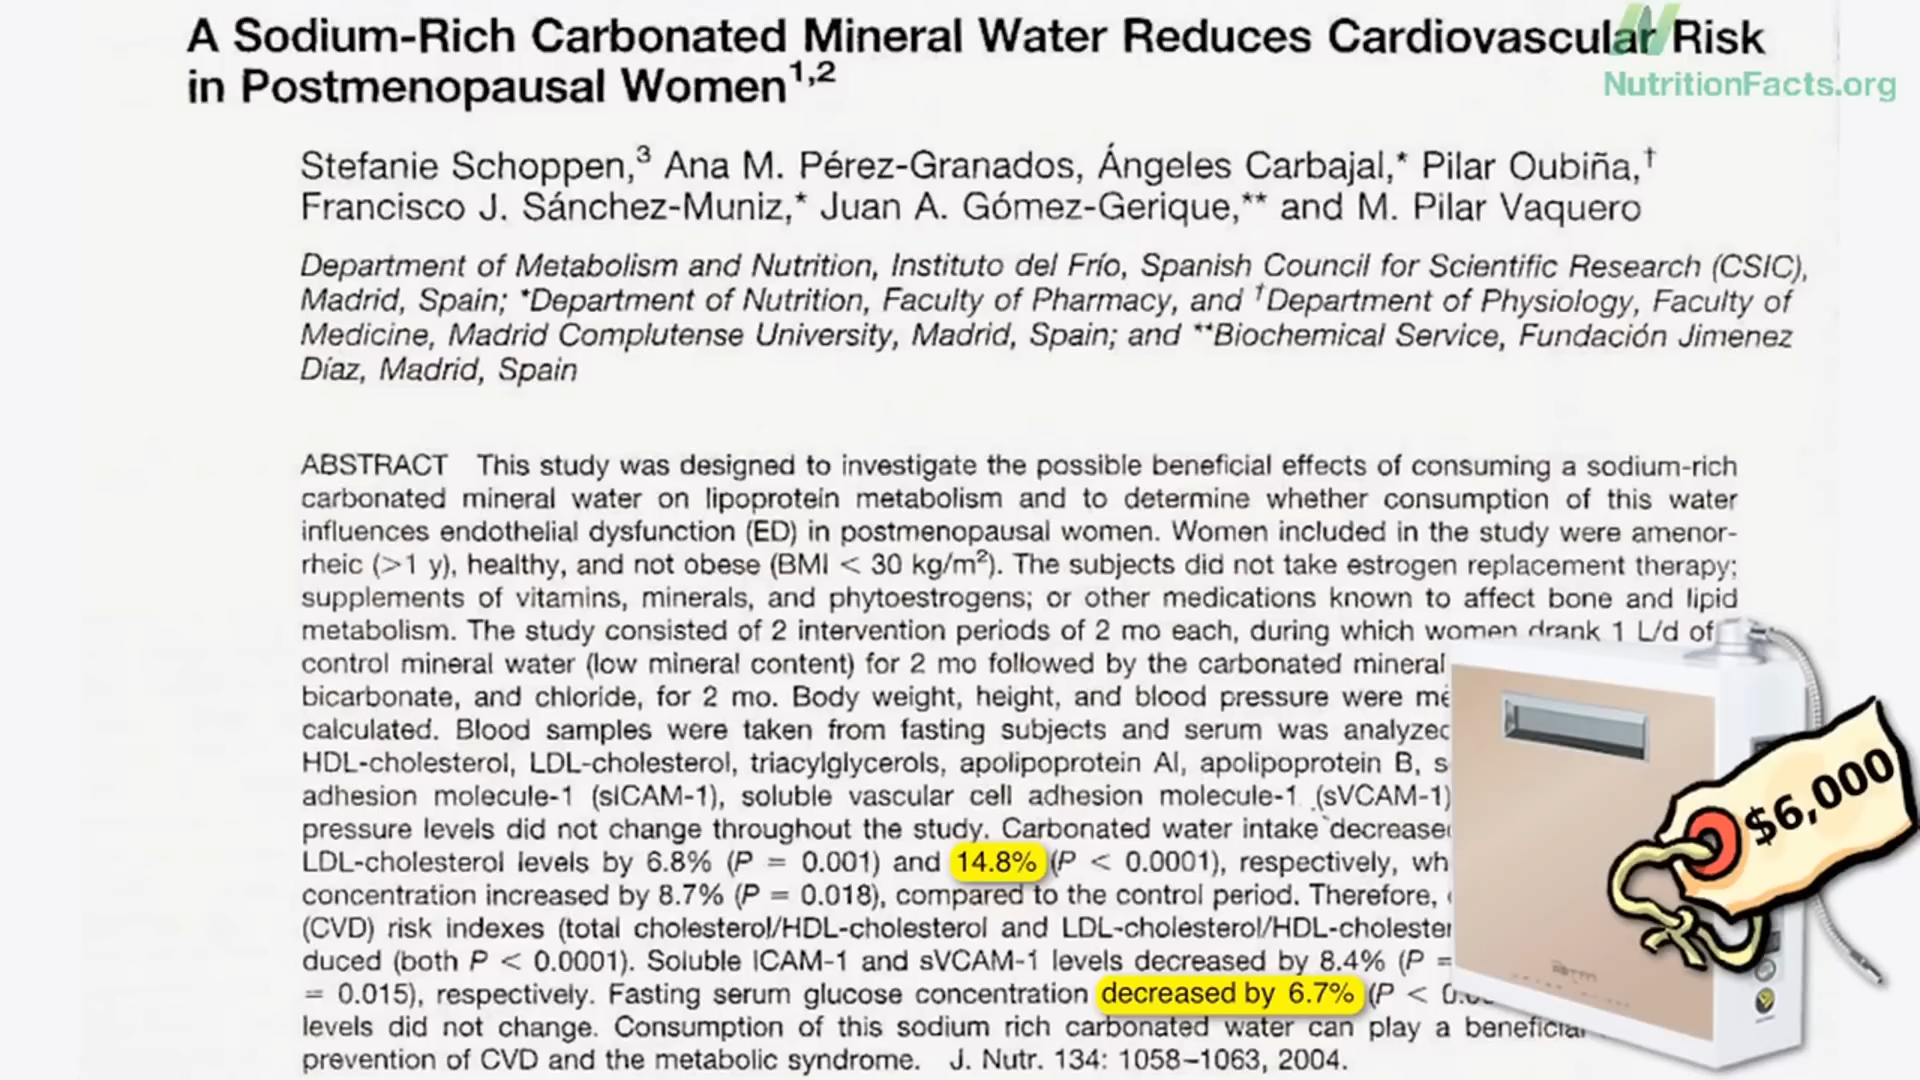 A Sodium-Rich Carbonated Mineral Water Reduces Cardiovascular Risk
in Postmenopausal Women1,2
NutritionFacts.org
Stefanie Schoppen,3 Ana M. Pérez-Granados, Ángeles Carbajal,* Pilar Oubiña,†
Francisco J. Sánchez-Muniz,* Juan A. Gómez-Gerique,** and M. Pilar Vaquero
Department of Metabolism and Nutrition, Instituto del Frío, Spanish Council for Scientific Research (CSIC),
Madrid, Spain; *Department of Nutrition, Faculty of Pharmacy, and †Department of Physiology, Faculty of
Medicine, Madrid Complutense University, Madrid, Spain; and **Biochemical Service, Fundación Jimenez
Díaz, Madrid, Spain
ABSTRACT This study was designed to investigate the possible beneficial effects of consuming a sodium-rich
carbonated mineral water on lipoprotein metabolism and to determine whether consumption of this water
influences endothelial dysfunction (ED) in postmenopausal women. Women included in the study were amenor-
rheic (>1 y), healthy, and not obese (BMI < 30 kg/m2). The subjects did not take estrogen replacement therapy;
supplements of vitamins, minerals, and phytoestrogens; or other medications known to affect bone and lipid
metabolism. The study consisted of 2 intervention periods of 2 mo each, during which women drank 1 L/d of
control mineral water (low mineral content) for 2 mo followed by the carbonated mineral
bicarbonate, and chloride, for 2 mo. Body weight, height, and blood pressure were
calculated. Blood samples were taken from fasting subjects and serum was analyzed
HDL-cholesterol, LDL-cholesterol, triacylglycerols, apolipoprotein AI, apolipoprotein B,
adhesion molecule-1 (sICAM-1), soluble vascular cell adhesion molecule-1 (sVCAM-1)
pressure levels did not change throughout the study. Carbonated water intake decreased
LDL-cholesterol levels by 6.8% (P = 0.001) and 14.8% (P < 0.0001), respectively,
concentration increased by 8.7% (P = 0.018), compared to the control period. Therefore,
(CVD) risk indexes (total cholesterol/HDL-cholesterol and LDL-cholesterol/HDL-cholester
duced (both P < 0.0001). Soluble ICAM-1 and sVCAM-1 levels decreased by 8.4% (P =
= 0.015), respectively. Fasting serum glucose concentration decreased by 6.7% (P <
levels did not change. Consumption of this sodium rich carbonated water can play a beneficial
prevention of CVD and the metabolic syndrome. J. Nutr. 134: 1058–1063, 2004.
$6,000